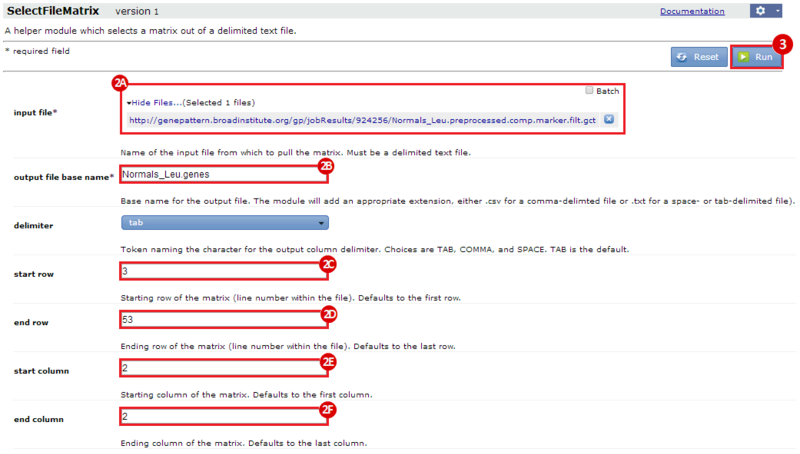 SelectFileMatrix version 1 Documentation
A helper module which selects a matrix out of a delimited text file.
* required field
3
Reset Run
2A
Batch
▾Hide Files...(Selected 1 files)
input file*
http://genepattern.broadinstitute.org/gp/jobResults/924256/Normals_Leu.preprocessed.comp.marker.filt.gct
Name of the input file from which to pull the matrix. Must be a delimited text file.
2B
output file base name* Normals_Leu.genes
Base name for the output file. The module will add an appropriate extension, either .csv for a comma-delimted file or .txt for a space- or tab-delimited file).
delimiter tab
Token naming the character for the output column delimiter. Choices are TAB, COMMA, and SPACE. TAB is the default.
2C
start row 3
Starting row of the matrix (line number within the file). Defaults to the first row.
2D
end row 53
Ending row of the matrix (line number within the file). Defaults to the last row.
2E
start column 2
Starting column of the matrix. Defaults to the first column.
2F
end column 2
Ending column of the matrix. Defaults to the last column.